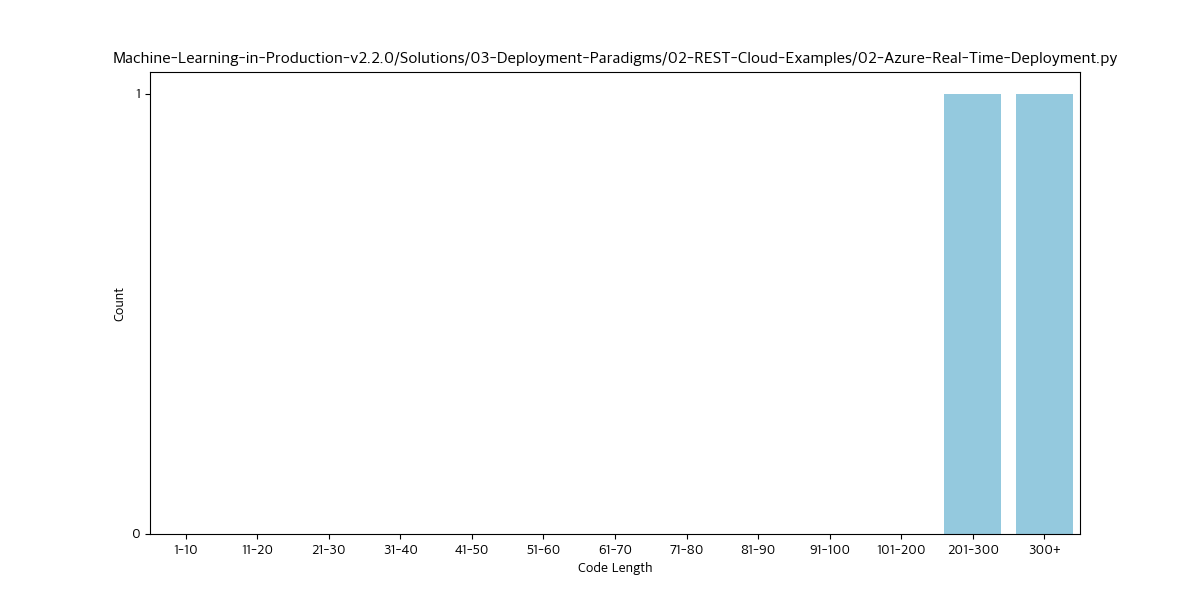 Machine-Learning-in-Production-v2.2.0/Solutions/03-Deployment-Paradigms/02-REST-Cloud-Examples/02-Azure-Real-Time-Deployment.py
1
Count
0
1-10 11-20 21-30 31-40 41-50 51-60 61-70 71-80 81-90 91-100 101-200 201-300 300+
Code Length